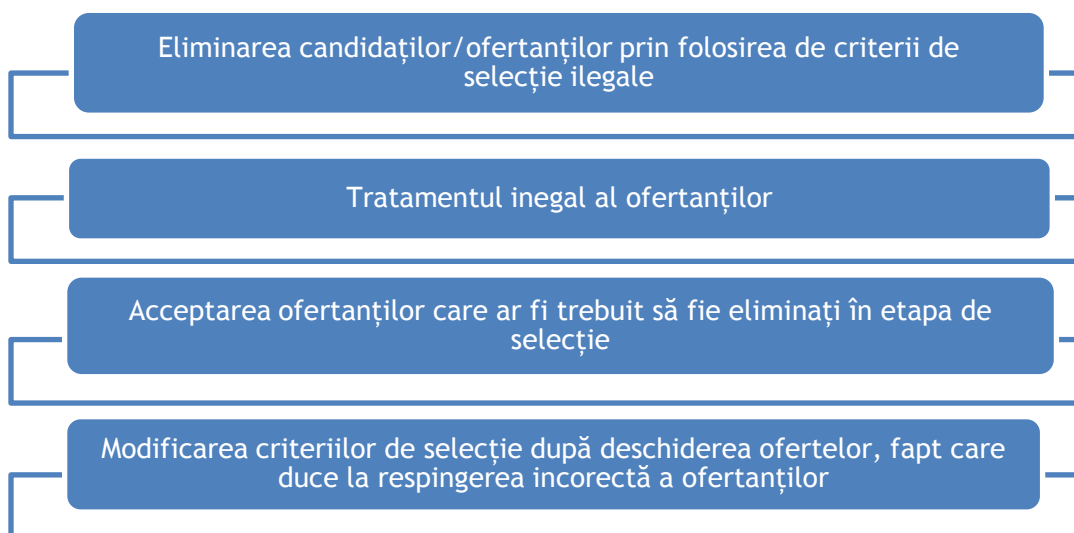 Eliminarea candidaților/ofertanților prin folosirea de criterii de
selecție ilegale
Tratamentul inegal al ofertanților
Acceptarea ofertanților care ar fi trebuit să fie eliminați în etapa de
selecție
Modificarea criteriilor de selecție după deschiderea ofertelor, fapt care
duce la respingerea incorectă a ofertanților